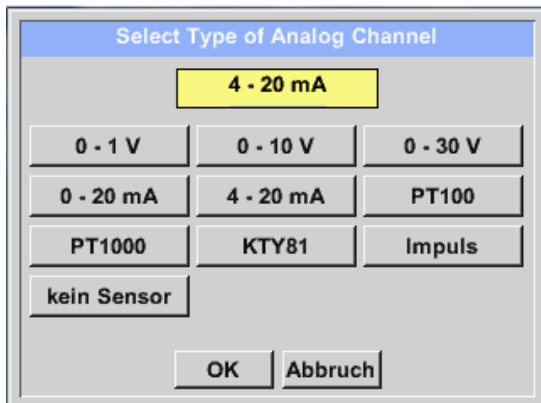 Select Type of Analog Channel
4 - 20 mA
0 - 1 V 0 - 10 V 0 - 30 V
0 - 20 mA 4 - 20 mA PT100
PT1000 KTY81 Impuls
kein Sensor
OK Abbruch